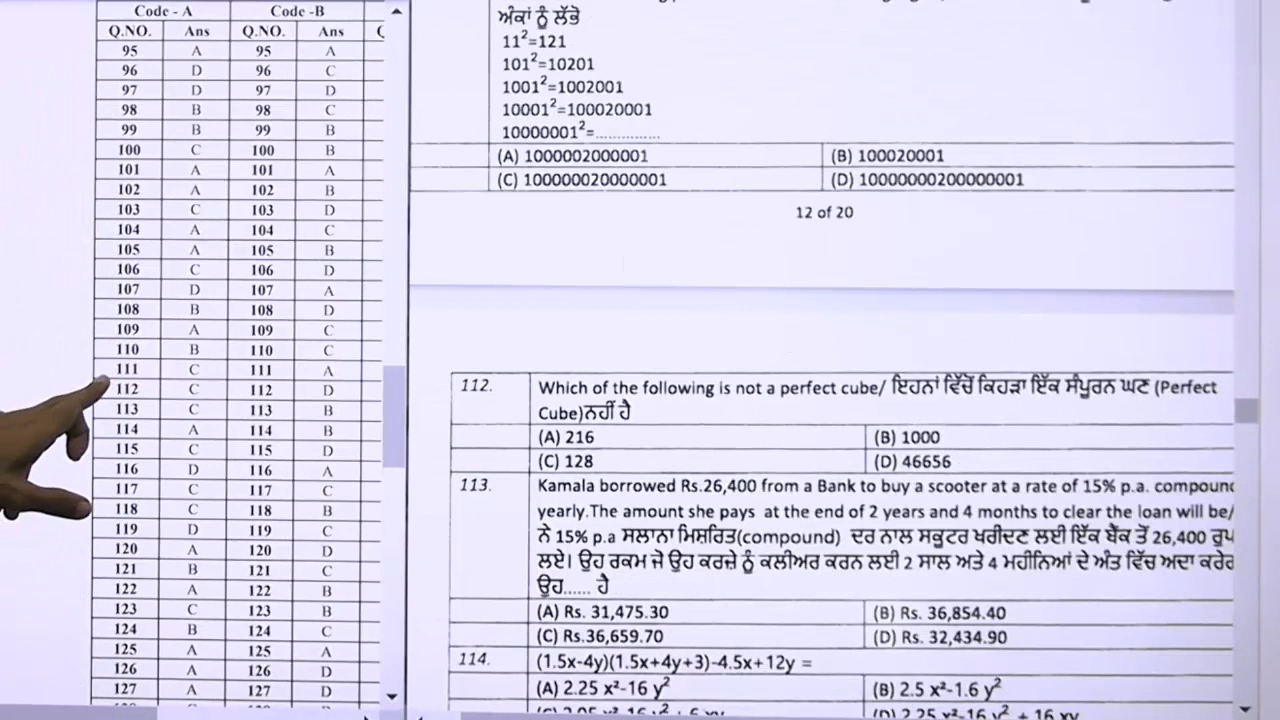 Code - A Code -B
Q.NO. Ans Q.NO. Ans
95 A 95 A
96 D 96 C
97 D 97 D
98 B 98 C
99 B 99 B
100 C 100 B
101 A 101 A
102 A 102 B
103 C 103 D
104 A 104 C
105 A 105 B
106 C 106 D
107 D 107 A
108 B 108 D
109 A 109 C
110 B 110 C
111 C 111 A
112 C 112 D
113 C 113 B
114 A 114 B
115 C 115 D
116 D 116 A
117 C 117 C
118 C 118 B
119 D 119 C
120 A 120 D
121 B 121 C
122 A 122 B
123 C 123 B
124 B 124 C
125 A 125 A
126 A 126 D
127 A 127 D
ਅੰਕਾਂ ਨੂੰ ਲੱਭੋ
11²=121
101²=10201
1001²=1002001
10001²=100020001
10000001²=...............
(A) 1000002000001 (B) 100020001
(C) 100000020000001 (D) 10000000200000001
12 of 20
112. Which of the following is not a perfect cube/ ਇਹਨਾਂ ਵਿੱਚੋਂ ਕਿਹੜਾ ਇੱਕ ਸੰਪੂਰਨ ਘਣ (Perfect
Cube)ਨਹੀਂ ਹੈ
(A) 216 (B) 1000
(C) 128 (D) 46656
113. Kamala borrowed Rs.26,400 from a Bank to buy a scooter at a rate of 15% p.a. compoun
yearly.The amount she pays at the end of 2 years and 4 months to clear the loan will be/
ਨੇ 15% p.a ਸਲਾਨਾ ਮਿਸ਼ਰਿਤ(compound) ਦਰ ਨਾਲ ਸਕੂਟਰ ਖਰੀਦਣ ਲਈ ਇੱਕ ਬੈਂਕ ਤੋਂ 26,400 ਰੁਪ
ਲਏ। ਉਹ ਰਕਮ ਜੋ ਉਹ ਕਰਜ਼ੇ ਨੂੰ ਕਲੀਅਰ ਕਰਨ ਲਈ 2 ਸਾਲ ਅਤੇ 4 ਮਹੀਨਿਆਂ ਦੇ ਅੰਤ ਵਿੱਚ ਅਦਾ ਕਰੇਗ
ਉਹ...... ਹੈ
(A) Rs. 31,475.30 (B) Rs. 36,854.40
(C) Rs.36,659.70 (D) Rs. 32,434.90
114. (1.5x-4y)(1.5x+4y+3)-4.5x+12y =
(A) 2.25 x²-16 y² (B) 2.5 x²-1.6 y²